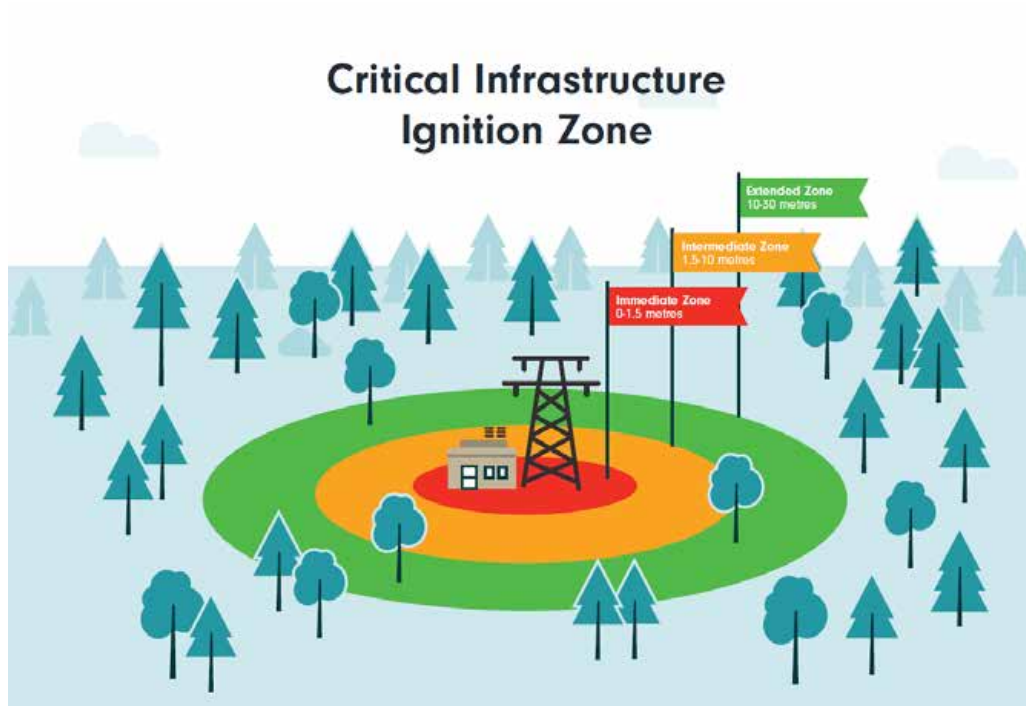 Critical Infrastructure
Ignition Zone
Extended Zone
10-30 metres
Intermediate Zone
1.5-10 metres
Immediate Zone
0-1.5 metres